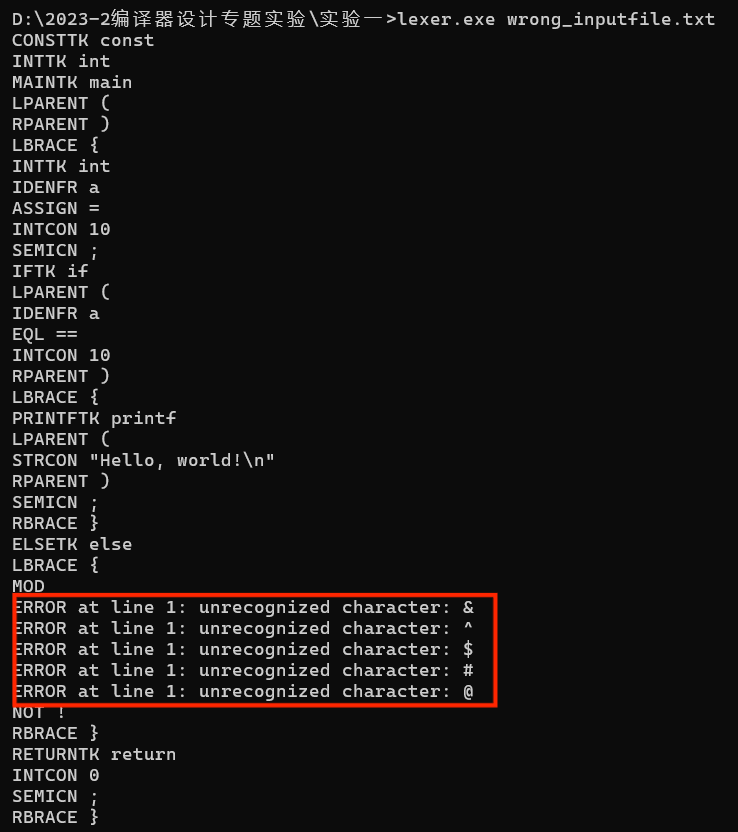 D:\2023-2编译器设计专题实验\实验一>lexer.exe wrong_inputfile.txt
CONSTTK const
INTTK int
MAINTK main
LPARENT (
RPARENT )
LBRACE {
INTTK int
IDENFR a
ASSIGN =
INTCON 10
SEMICN ;
IFTK if
LPARENT (
IDENFR a
EQL ==
INTCON 10
RPARENT )
LBRACE {
PRINTFTK printf
LPARENT (
STRCON "Hello, world!\n"
RPARENT )
SEMICN ;
RBRACE }
ELSETK else
LBRACE {
MOD
ERROR at line 1: unrecognized character: &
ERROR at line 1: unrecognized character: ^
ERROR at line 1: unrecognized character: $
ERROR at line 1: unrecognized character: #
ERROR at line 1: unrecognized character: @
NOT !
RBRACE }
RETURNTK return
INTCON 0
SEMICN ;
RBRACE }